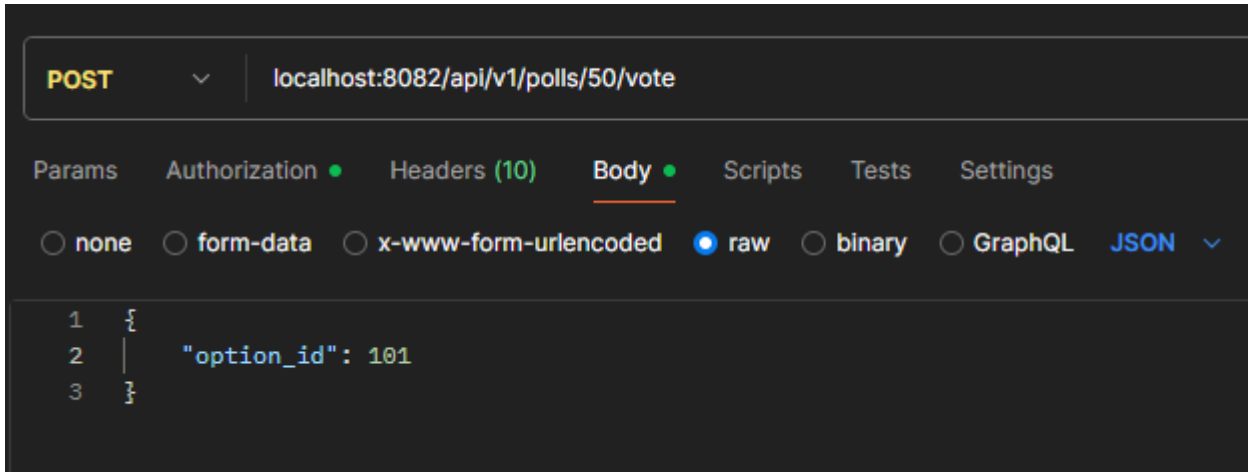 POST localhost:8082/api/v1/polls/50/vote
Params Authorization Headers (10) Body Scripts Tests Settings
none form-data x-www-form-urlencoded raw binary GraphQL JSON
1 {
2 "option_id": 101
3 }